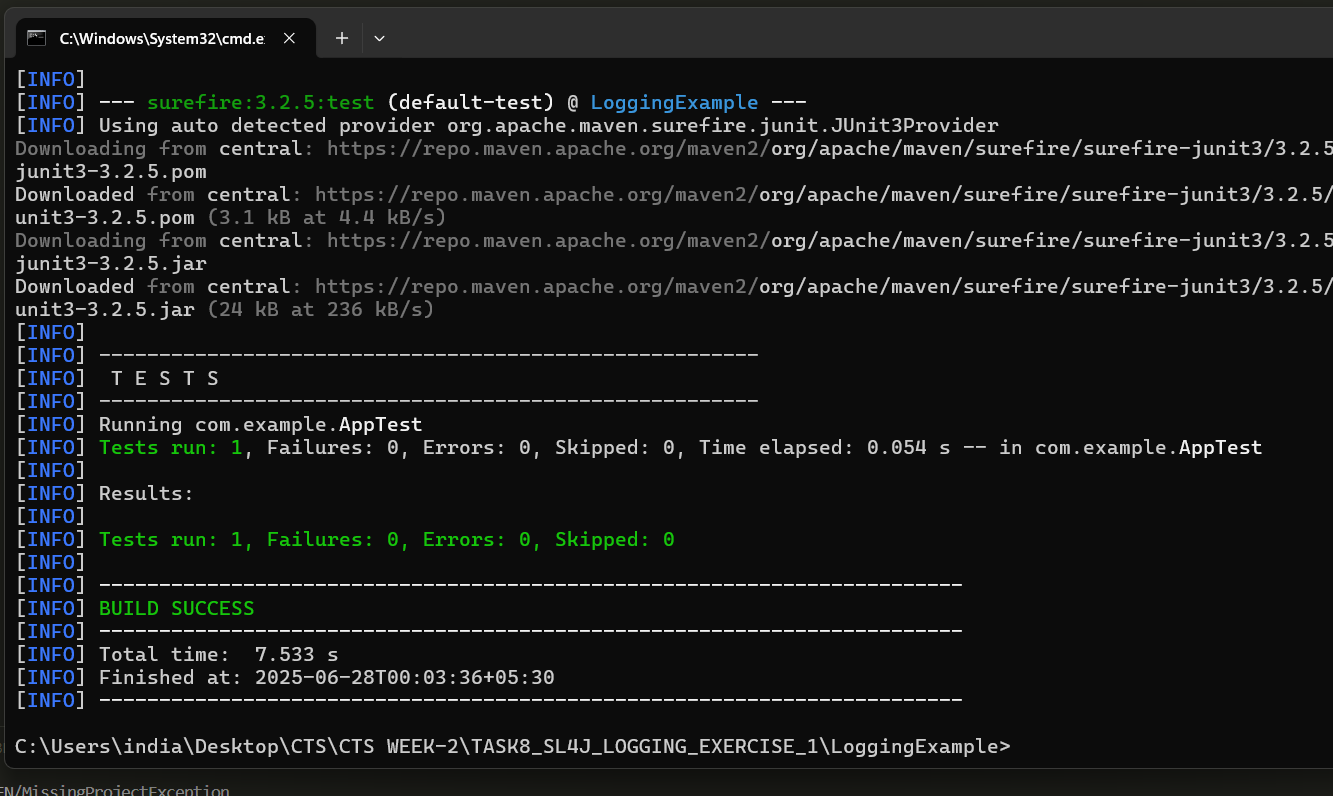 C:\Windows\System32\cmd.e
[INFO]
[INFO] --- surefire:3.2.5:test (default-test) @ LoggingExample ---
[INFO] Using auto detected provider org.apache.maven.surefire.junit.JUnit3Provider
Downloading from central: https://repo.maven.apache.org/maven2/org/apache/maven/surefire/surefire-junit3/3.2.5
junit3-3.2.5.pom
Downloaded from central: https://repo.maven.apache.org/maven2/org/apache/maven/surefire/surefire-junit3/3.2.5/
unit3-3.2.5.pom (3.1 kB at 4.4 kB/s)
Downloading from central: https://repo.maven.apache.org/maven2/org/apache/maven/surefire/surefire-junit3/3.2.5
junit3-3.2.5.jar
Downloaded from central: https://repo.maven.apache.org/maven2/org/apache/maven/surefire/surefire-junit3/3.2.5/
unit3-3.2.5.jar (24 kB at 236 kB/s)
[INFO]
[INFO] -------------------------------------------------------
[INFO]  T E S T S
[INFO] -------------------------------------------------------
[INFO] Running com.example.AppTest
[INFO] Tests run: 1, Failures: 0, Errors: 0, Skipped: 0, Time elapsed: 0.054 s -- in com.example.AppTest
[INFO]
[INFO] Results:
[INFO]
[INFO] Tests run: 1, Failures: 0, Errors: 0, Skipped: 0
[INFO]
[INFO] ------------------------------------------------------------------------
[INFO] BUILD SUCCESS
[INFO] ------------------------------------------------------------------------
[INFO] Total time:  7.533 s
[INFO] Finished at: 2025-06-28T00:03:36+05:30
[INFO] ------------------------------------------------------------------------
C:\Users\india\Desktop\CTS\CTS WEEK-2\TASK8_SL4J_LOGGING_EXERCISE_1\LoggingExample>
EN/MissingProjectException